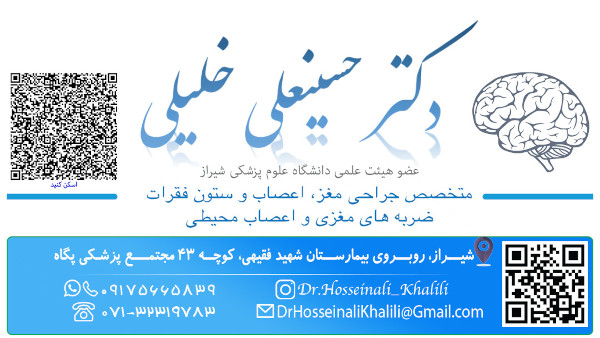 دکتر حسینعلی خلیلی
عضو هیئت علمی دانشگاه علوم پزشکی شیراز
متخصص جراحی مغز، اعصاب و ستون فقرات
ضربه های مغزی و اعصاب محیطی
اسکن کنید
شیراز، روبروی بیمارستان شهید فقیهی، کوچه ۴۳ مجتمع پزشکی پگاه
۰۹۱۷۵۶۶۵۸۳۹
Dr.Hosseinali_Khalili
۰۷۱-۳۲۳۱۹۷۸۳
DrHosseinaliKhalili@Gmail.com